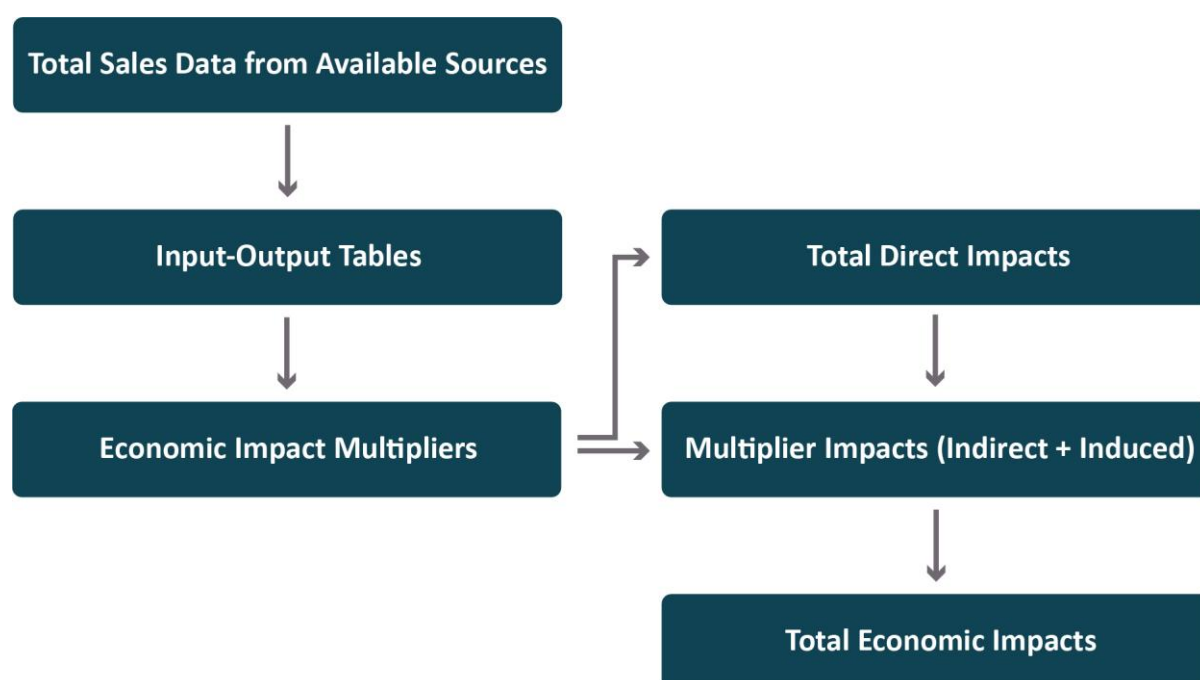 Total Sales Data from Available Sources
Input-Output Tables
Total Direct Impacts
Economic Impact Multipliers
Multiplier Impacts (Indirect + Induced)
Total Economic Impacts